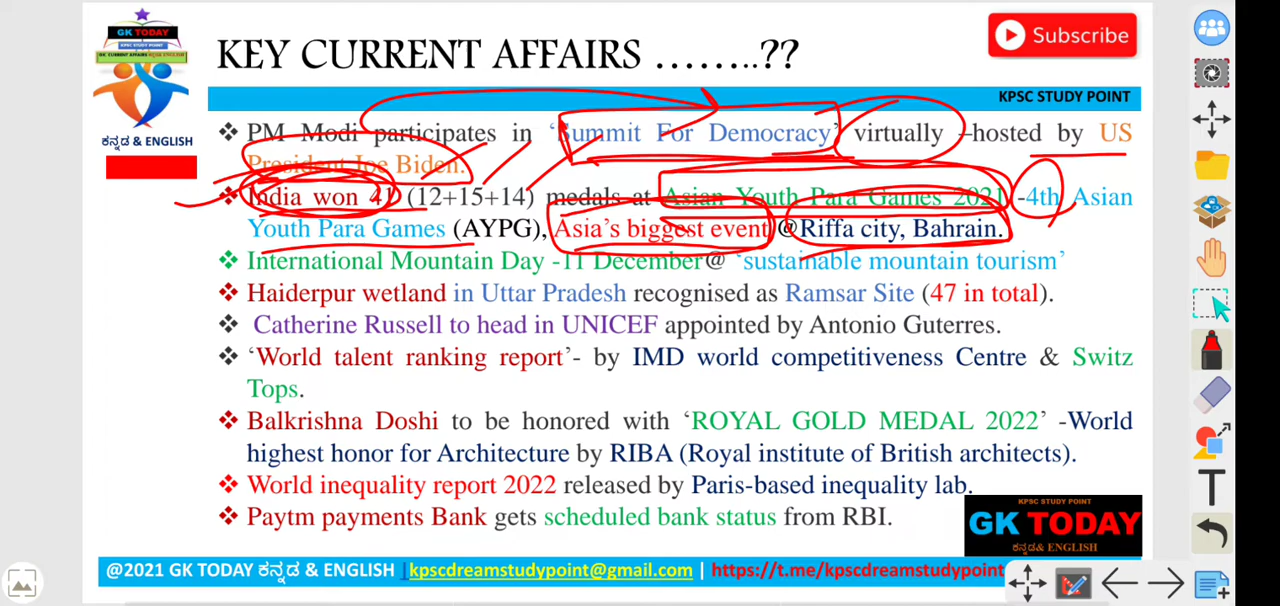 GK TODAY
KPSC STUDY POINT
GK CURRENT AFFAIRS
ಕನ್ನಡ & ENGLISH
KEY CURRENT AFFAIRS ……..??
Subscribe
KPSC STUDY POINT
❖ PM Modi participates in ‘Summit For Democracy’ virtually –hosted by US
President Joe Biden.
❖ India won 41 (12+15+14) medals at Asian Youth Para Games 2021 -4th Asian
Youth Para Games (AYPG), Asia’s biggest event @Riffa city, Bahrain.
❖ International Mountain Day -11 December@ ‘sustainable mountain tourism’
❖ Haiderpur wetland in Uttar Pradesh recognised as Ramsar Site (47 in total).
❖ Catherine Russell to head in UNICEF appointed by Antonio Guterres.
❖ ‘World talent ranking report’- by IMD world competitiveness Centre & Switz
Tops.
❖ Balkrishna Doshi to be honored with ‘ROYAL GOLD MEDAL 2022’ -World
highest honor for Architecture by RIBA (Royal institute of British architects).
❖ World inequality report 2022 released by Paris-based inequality lab.
❖ Paytm payments Bank gets scheduled bank status from RBI.
KPSC STUDY POINT
GK TODAY
ಕನ್ನಡ& ENGLISH
@2021 GK TODAY ಕನ್ನಡ & ENGLISH |kpscdreamstudypoint@gmail.com | https://t.me/kpscdreamstudypoint
T